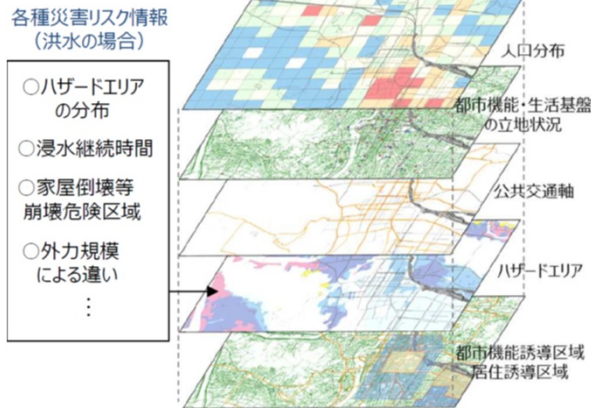 各種災害リスク情報
（洪水の場合）
○ハザードエリア
の分布
○浸水継続時間
○家屋倒壊等
崩壊危険区域
○外力規模
による違い
⋮
人口分布
都市機能・生活基盤
の立地状況
公共交通軸
ハザードエリア
都市機能誘導区域
居住誘導区域